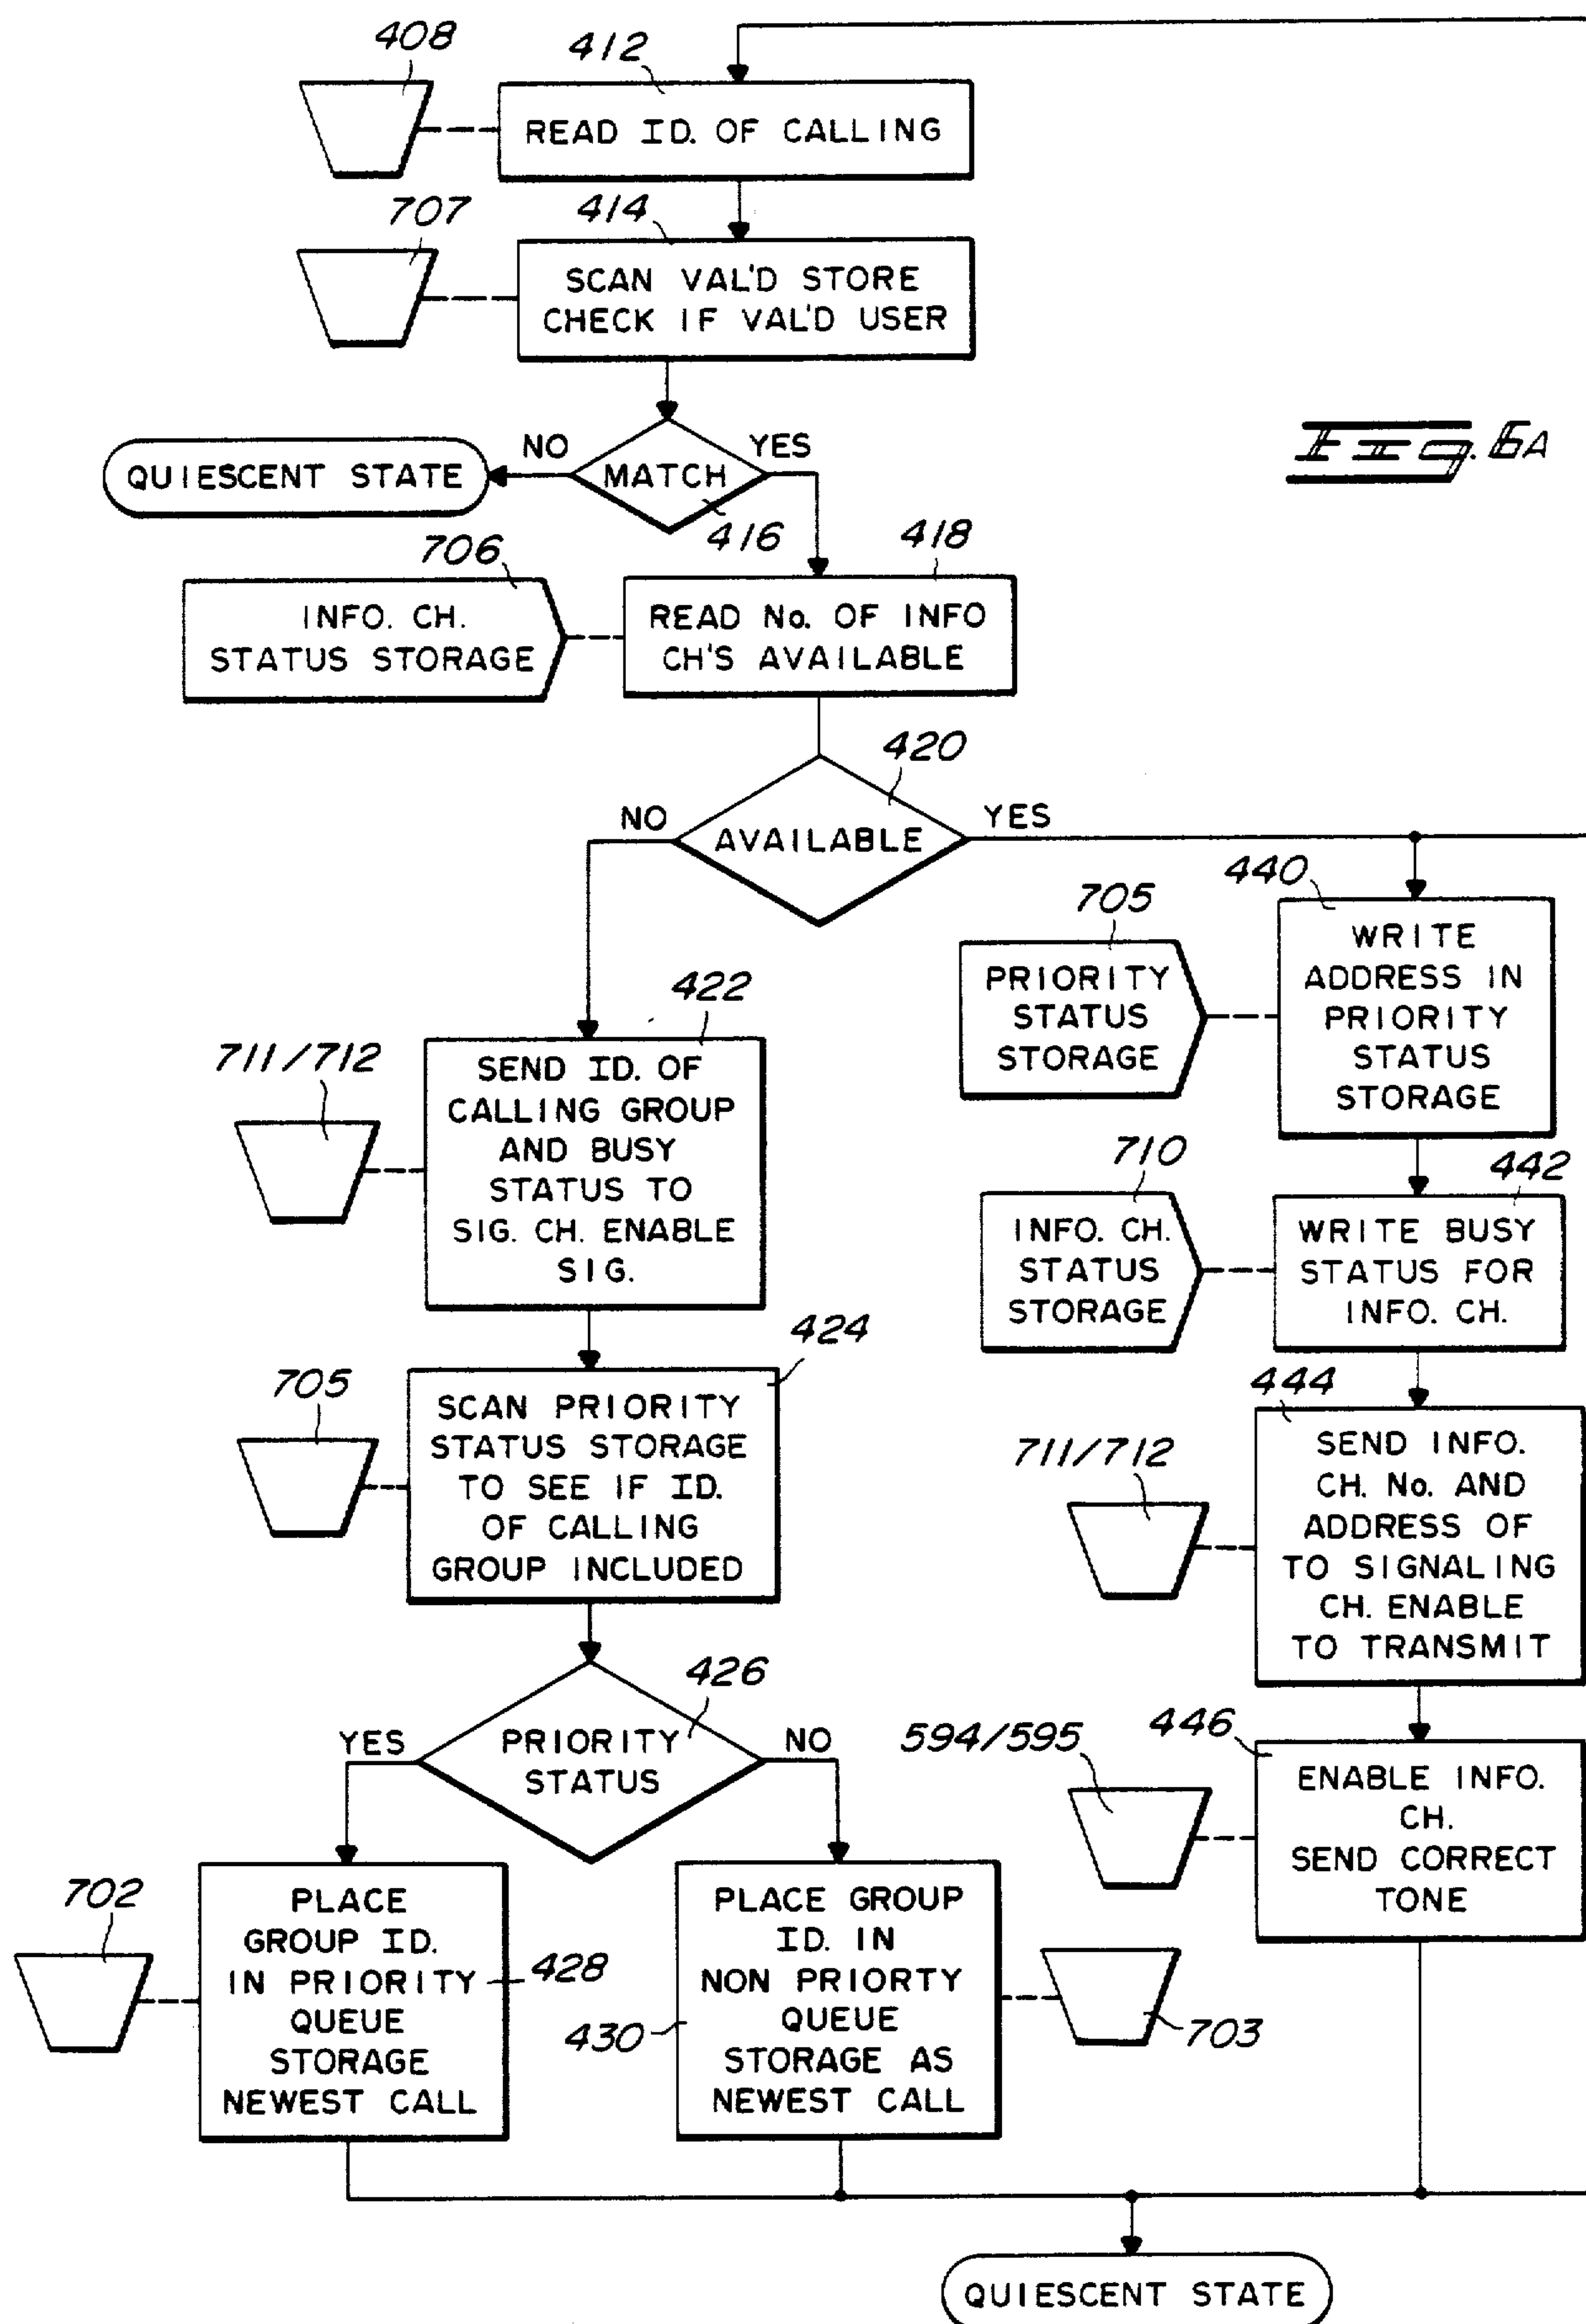 408
412
READ ID. OF CALLING
707
414
SCAN VAL'D STORE
CHECK IF VAL'D USER
NO
YES
QUIESCENT STATE
MATCH
416
Fig. 6A
706
418
INFO. CH.
STATUS STORAGE
READ No. OF INFO
CH'S AVAILABLE
420
NO
AVAILABLE
YES
440
705
WRITE
ADDRESS IN
PRIORITY
STATUS
STORAGE
PRIORITY
STATUS
STORAGE
422
711/712
SEND ID. OF
CALLING GROUP
AND BUSY
STATUS TO
SIG. CH. ENABLE
SIG.
710
442
INFO. CH.
STATUS
STORAGE
WRITE BUSY
STATUS FOR
INFO. CH.
424
705
SCAN PRIORITY
STATUS STORAGE
TO SEE IF ID.
OF CALLING
GROUP INCLUDED
444
711/712
SEND INFO.
CH. No. AND
ADDRESS OF
TO SIGNALING
CH. ENABLE
TO TRANSMIT
426
YES
PRIORITY
STATUS
NO
594/595
446
ENABLE INFO.
CH.
SEND CORRECT
TONE
702
PLACE
GROUP ID.
IN PRIORITY
QUEUE
STORAGE
NEWEST CALL
428
PLACE GROUP
ID. IN
NON PRIORTY
QUEUE
STORAGE AS
NEWEST CALL
430
703
QUIESCENT STATE